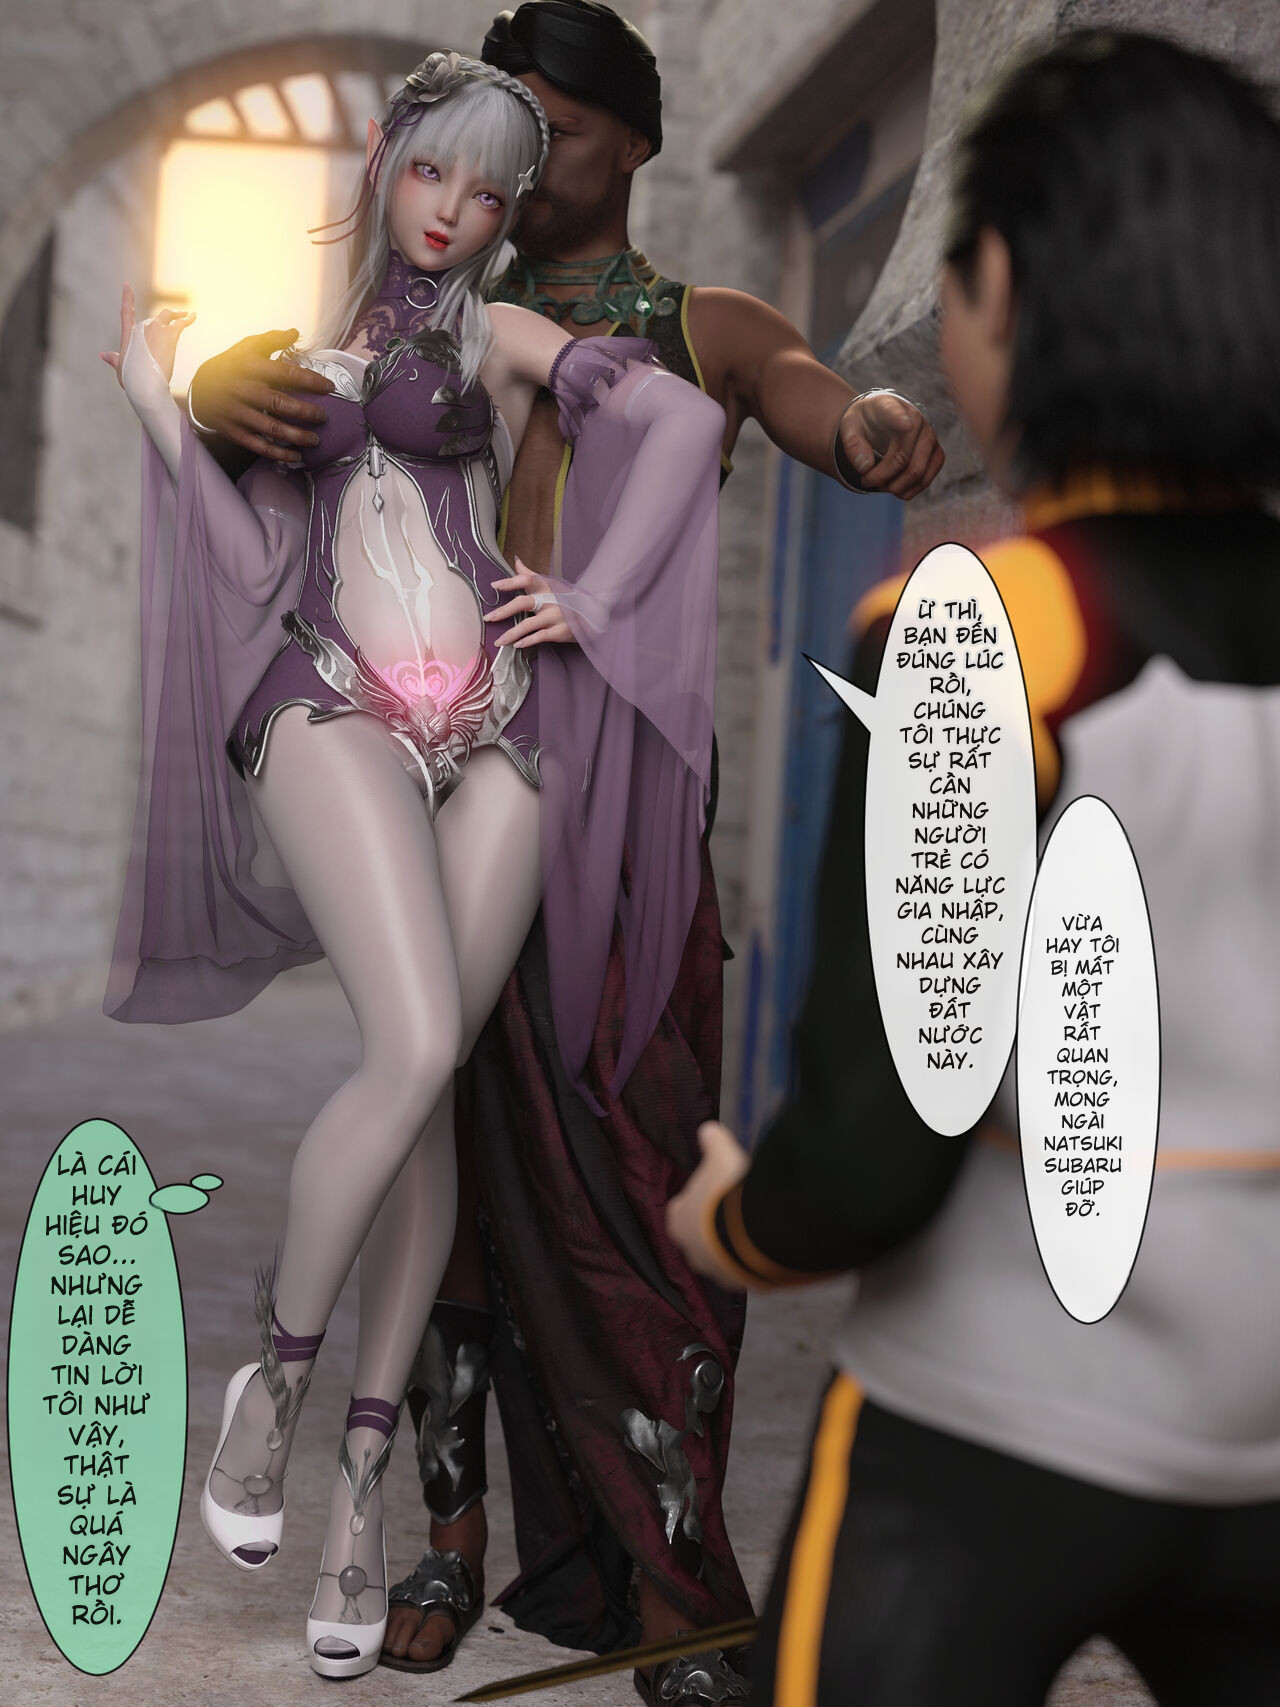 Ừ THÌ,
BẠN ĐẾN
ĐÚNG LÚC
RỒI,
CHÚNG
TÔI THỰC
SỰ RẤT
CẦN
NHỮNG
NGƯỜI
TRẺ CÓ
NĂNG LỰC
GIA NHẬP,
CÙNG
NHAU XÂY
DỰNG
ĐẤT
NƯỚC
NÀY.
VỪA
HAY TÔI
BỊ MẤT
MỘT
VẬT
RẤT
QUAN
TRỌNG,
MONG
NGÀI
NATSUKI
SUBARU
GIÚP
ĐỠ.
LÀ CÁI
HUY
HIỆU ĐÓ
SAO...
NHƯNG
LẠI DỄ
DÀNG
TIN LỜI
TÔI NHƯ
VẬY,
THẬT
SỰ LÀ
QUÁ
NGÂY
THƠ
RỒI.